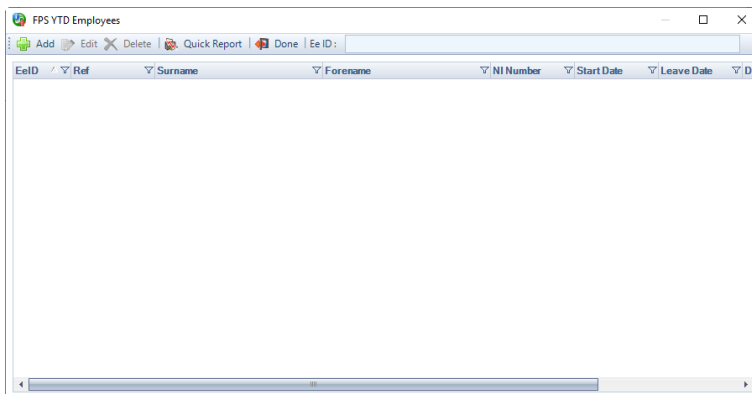 FPS YTD Employees
Add Edit Delete Quick Report Done Ee ID :
EeID Ref Surname Forename NI Number Start Date Leave Date D